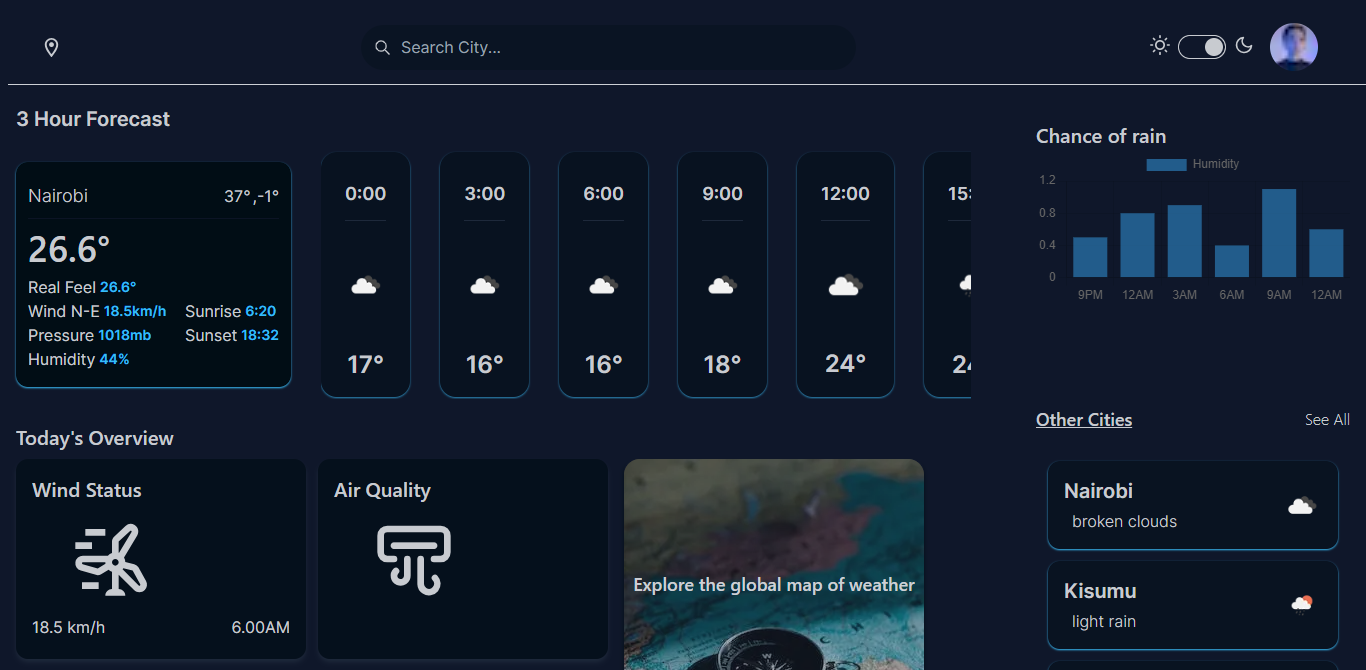 Search City...
3 Hour Forecast
Nairobi 37°,-1°
26.6°
Real Feel 26.6°
Wind N-E 18.5km/h Sunrise 6:20
Pressure 1018mb Sunset 18:32
Humidity 44%
0:00 3:00 6:00 9:00 12:00 15:
17° 16° 16° 18° 24° 24
Chance of rain
Humidity
1.2
0.8
0.4
0
9PM 12AM 3AM 6AM 9AM 12AM
Today's Overview
Wind Status
18.5 km/h 6.00AM
Air Quality
Explore the global map of weather
Other Cities See All
Nairobi
broken clouds
Kisumu
light rain